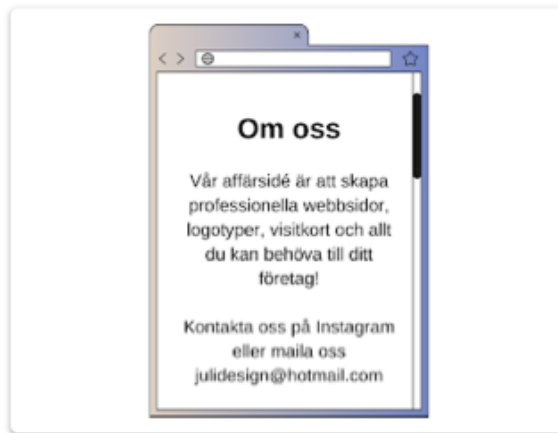 Om oss
Vår affärsidé är att skapa
professionella webbsidor,
logotyper, visitkort och allt
du kan behöva till ditt
företag!
Kontakta oss på Instagram
eller maila oss
julidesign@hotmail.com